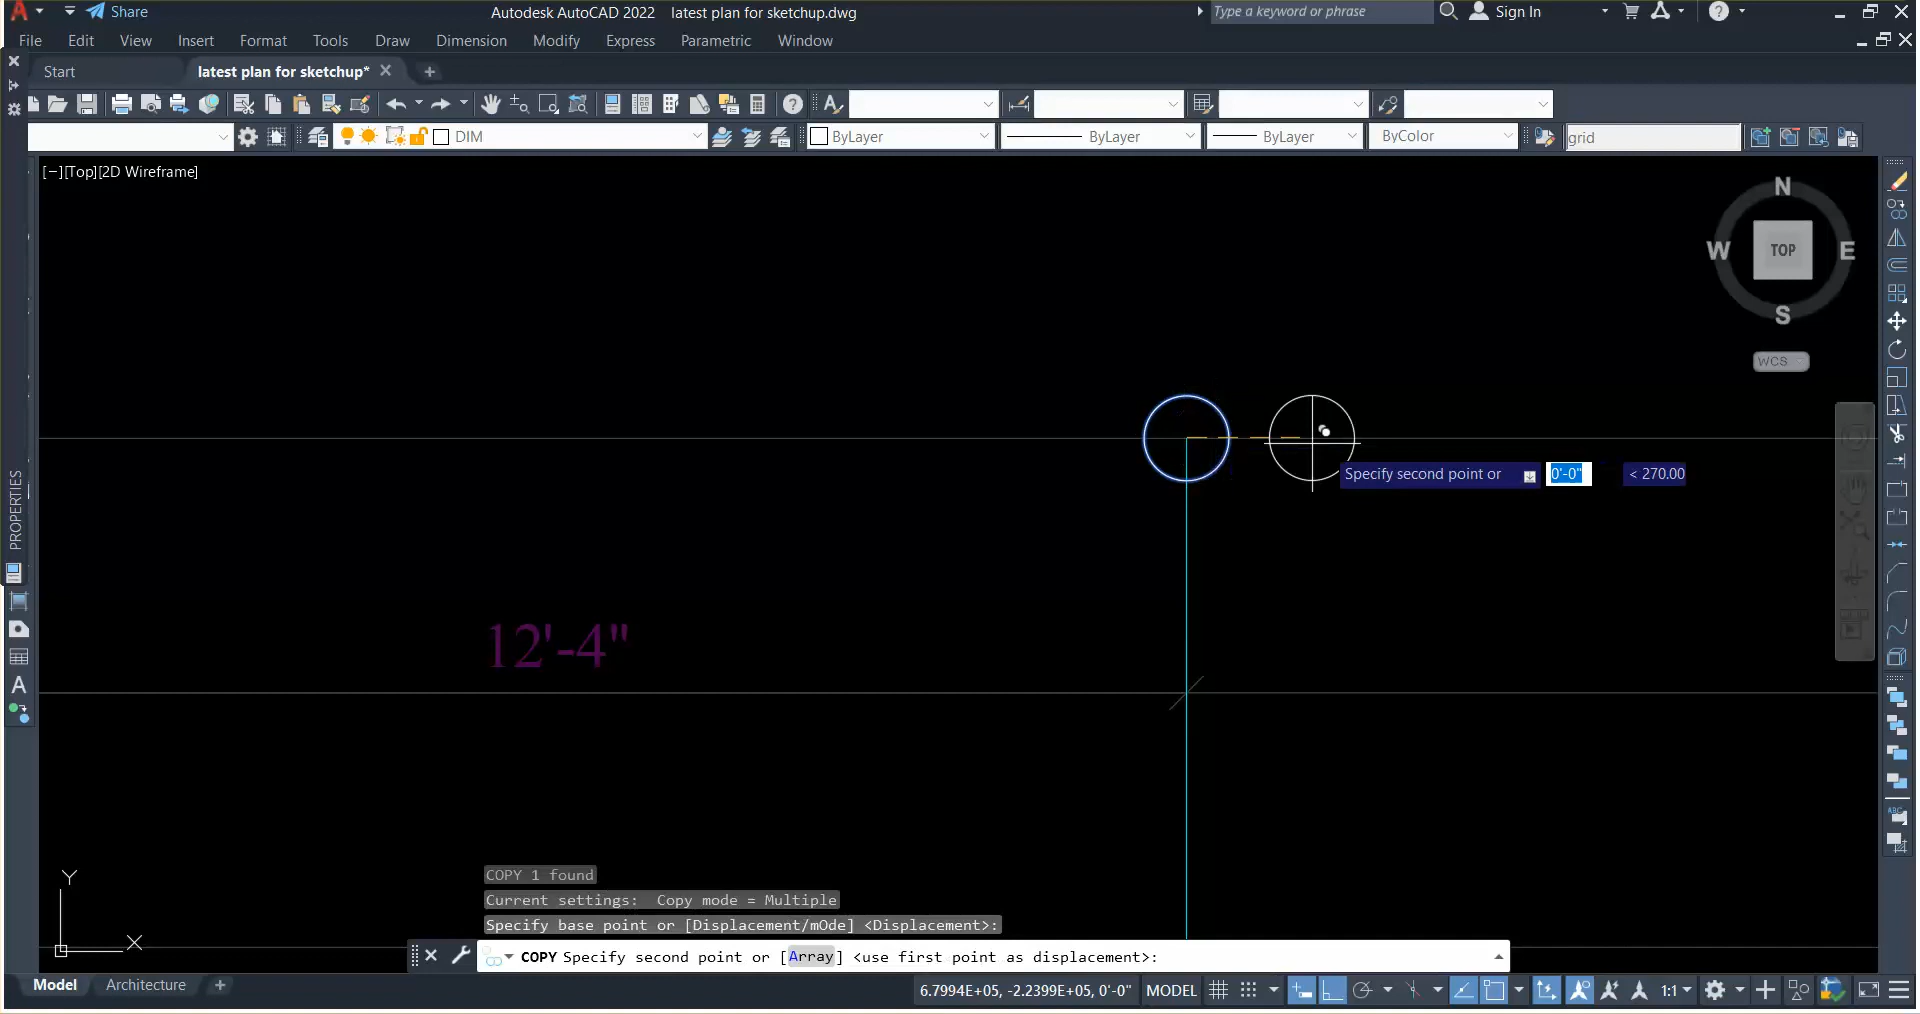 Share
Autodesk AutoCAD 2022 latest plan for sketchup.dwg
Type a keyword or phrase
Sign In
File Edit View Insert Format Tools Draw Dimension Modify Express Parametric Window
Start
latest plan for sketchup*
DIM
ByLayer
ByLayer
ByLayer
ByColor
grid
[−][Top][2D Wireframe]
N
W
TOP
E
S
WCS
PROPERTIES
Specify second point or
0'-0"
< 270.00
12'-4"
Y
X
COPY 1 found
Current settings: Copy mode = Multiple
Specify base point or [Displacement/mOde] <Displacement>:
COPY Specify second point or [Array] <use first point as displacement>:
Model
Architecture
6.7994E+05, -2.2399E+05, 0'-0"
MODEL
1:1
A
ABC